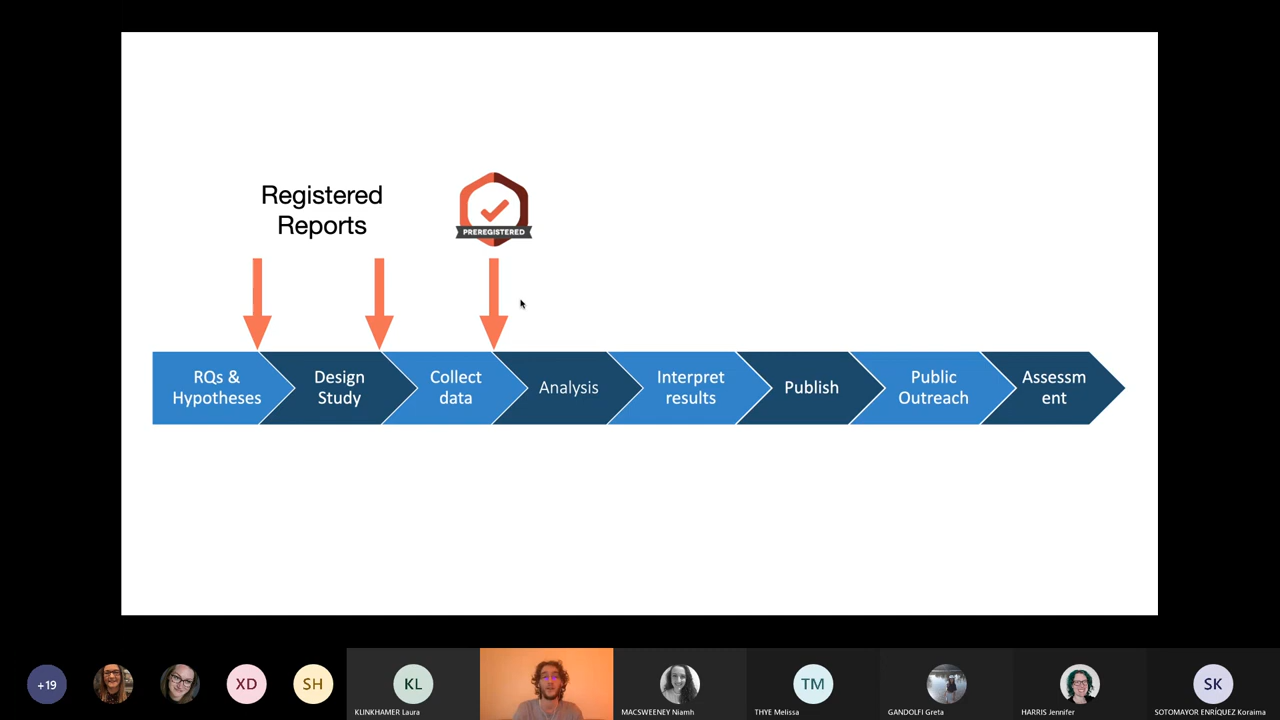 Registered
Reports
PREREGISTERED
RQs &
Hypotheses
Design
Study
Collect
data
Analysis
Interpret
results
Publish
Public
Outreach
Assessm
ent
+19
XD
SH
KL
KLINKHAMER Laura
MACSWEENEY Niamh
TM
THYE Melissa
GANDOLFI Greta
HARRIS Jennifer
SK
SOTOMAYOR ENRÍQUEZ Koraima